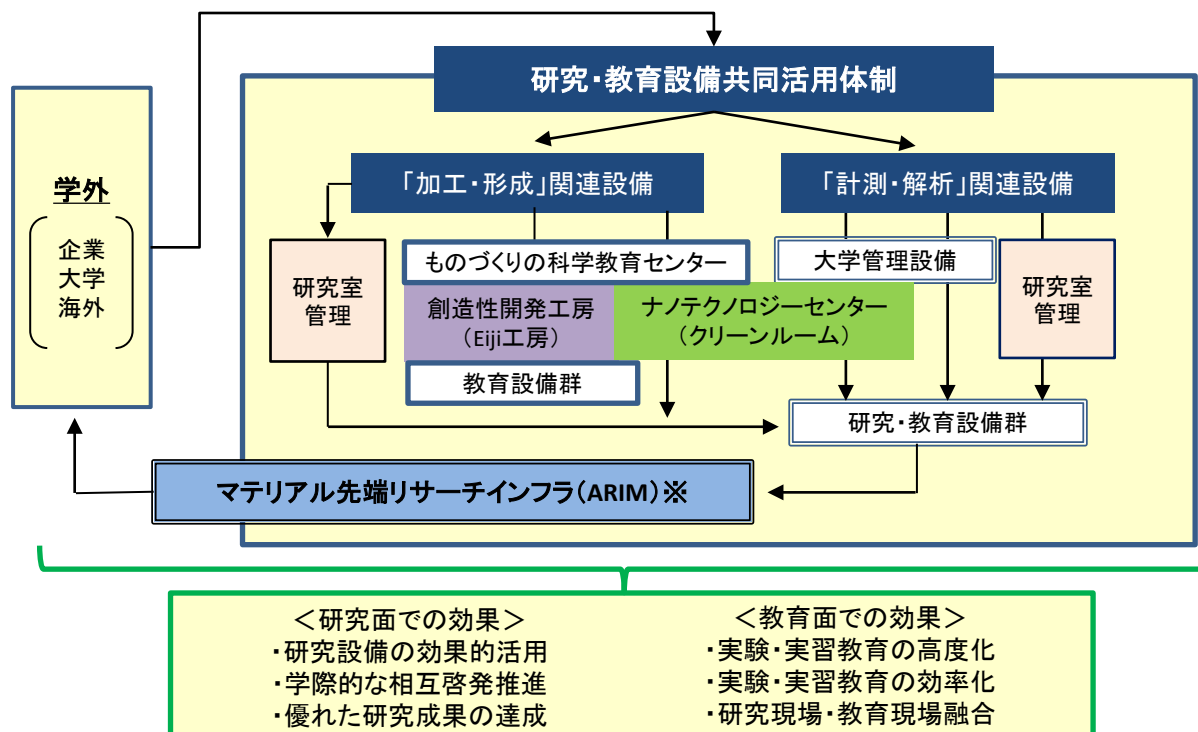 研究・教育設備共同活用体制
学外
企業
大学
海外
「加工・形成」関連設備
「計測・解析」関連設備
研究室
管理
ものづくりの科学教育センター
創造性開発工房
（Eiji工房）
ナノテクノロジーセンター
（クリーンルーム）
教育設備群
大学管理設備
研究室
管理
研究・教育設備群
マテリアル先端リサーチインフラ（ARIM）※
＜研究面での効果＞
・研究設備の効果的活用
・学際的な相互啓発推進
・優れた研究成果の達成
＜教育面での効果＞
・実験・実習教育の高度化
・実験・実習教育の効率化
・研究現場・教育現場融合